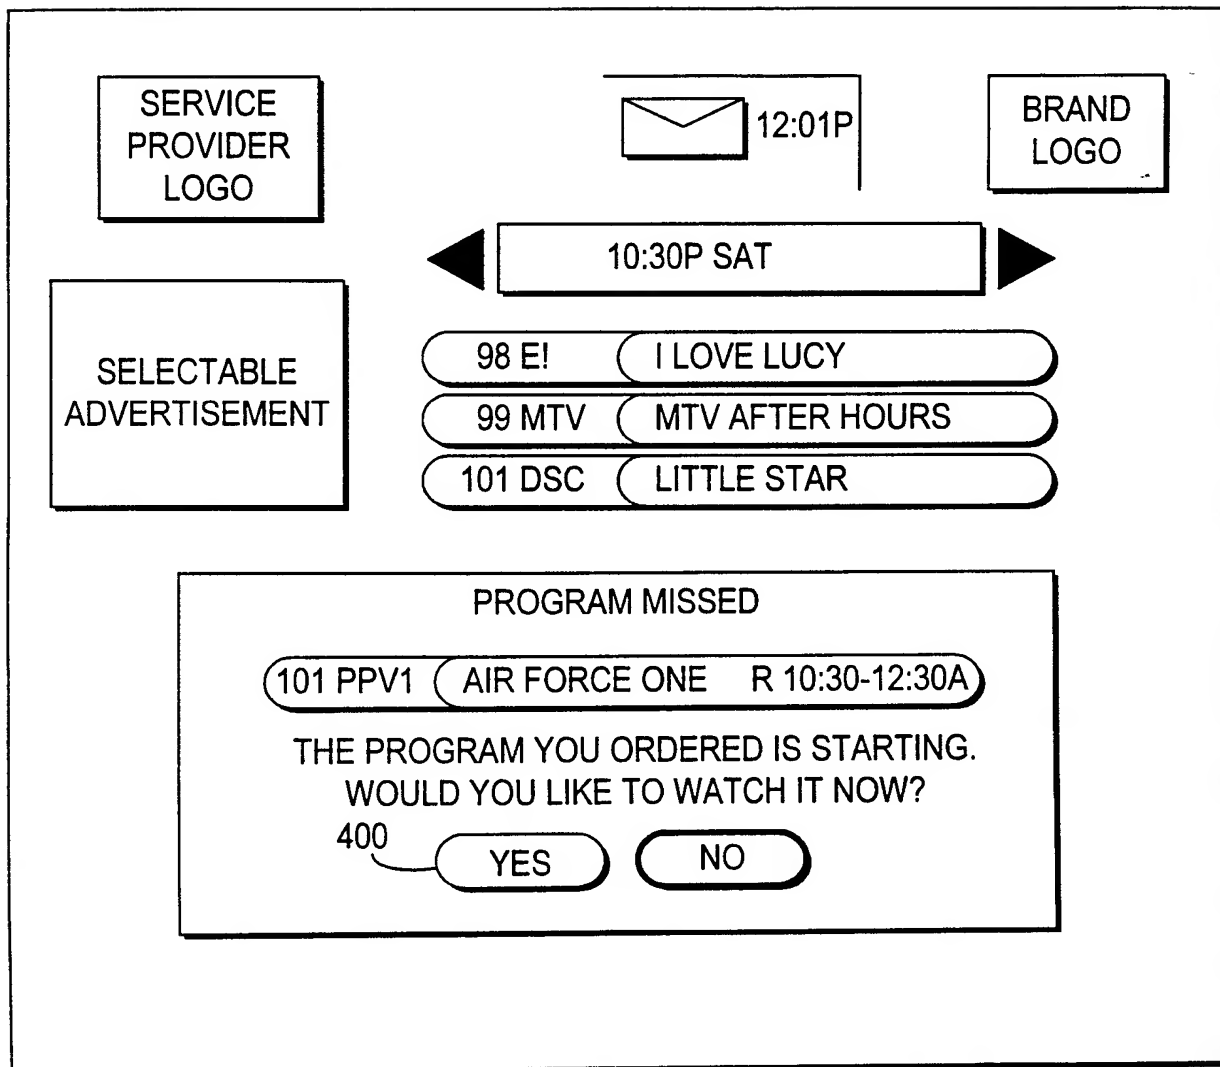 SERVICE
PROVIDER
LOGO
12:01P
BRAND
LOGO
10:30P SAT
SELECTABLE
ADVERTISEMENT
98 E! I LOVE LUCY
99 MTV MTV AFTER HOURS
101 DSC LITTLE STAR
PROGRAM MISSED
101 PPV1 AIR FORCE ONE R 10:30-12:30A
THE PROGRAM YOU ORDERED IS STARTING.
WOULD YOU LIKE TO WATCH IT NOW?
400
YES NO